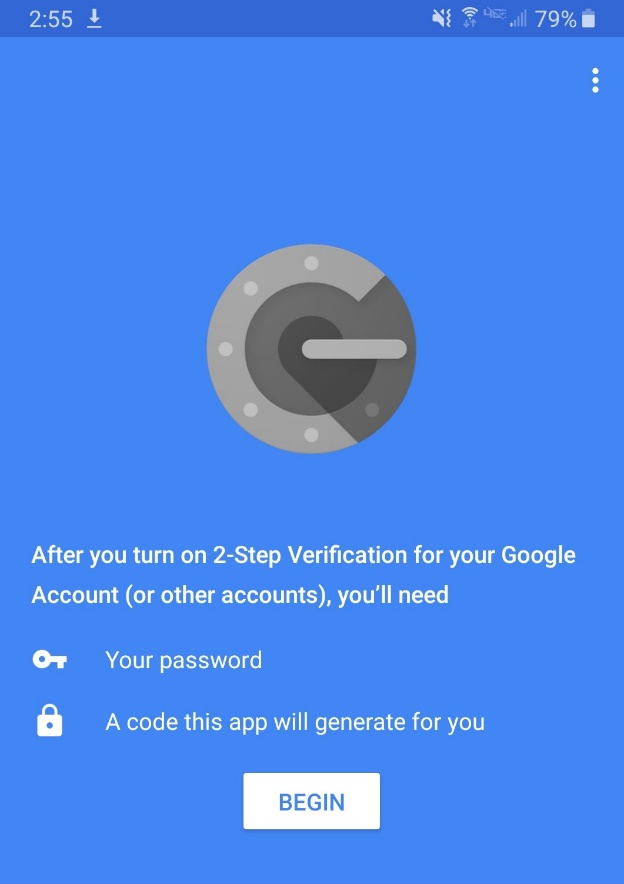 2:55 79%
After you turn on 2-Step Verification for your Google
Account (or other accounts), you’ll need
Your password
A code this app will generate for you
BEGIN